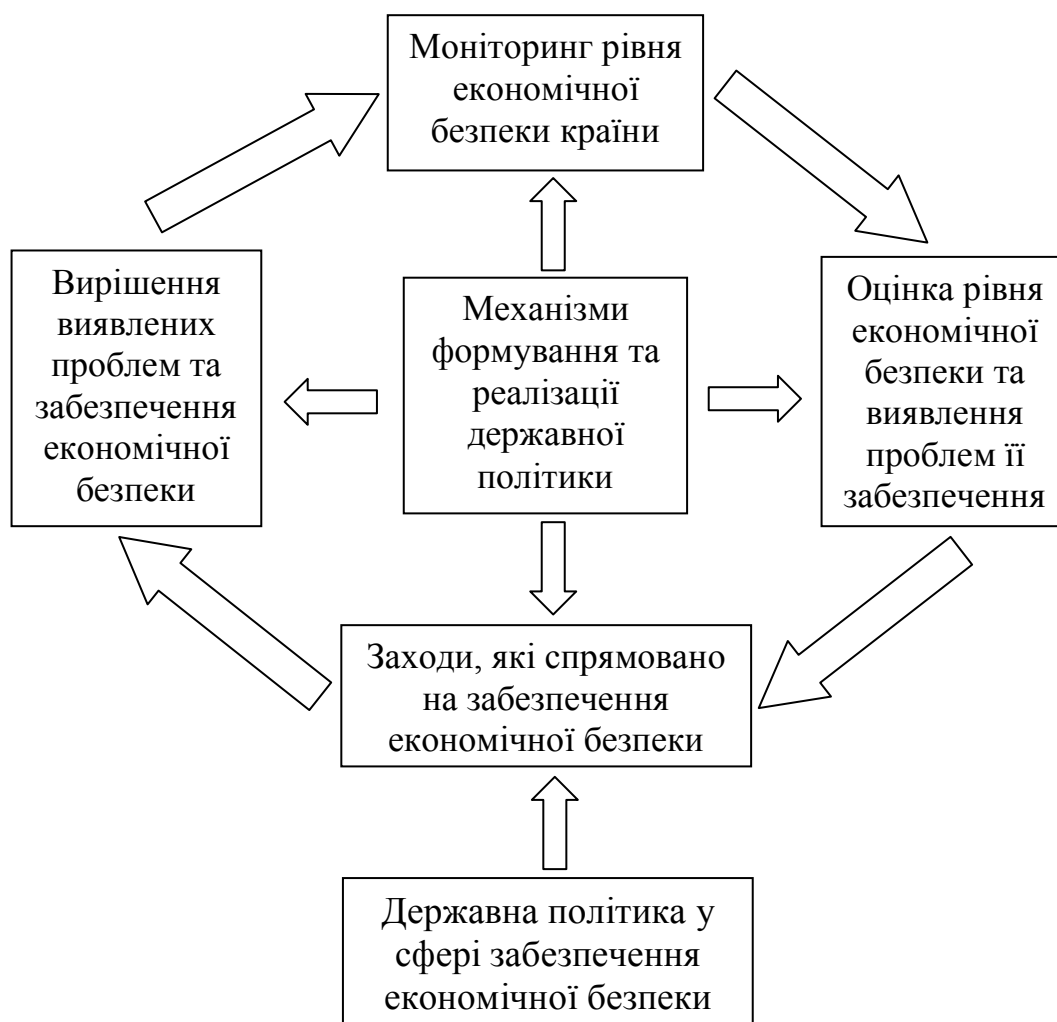 Моніторинг рівня
економічної
безпеки країни
Вирішення
виявлених
проблем та
забезпечення
економічної
безпеки
Механізми
формування та
реалізації
державної
політики
Оцінка рівня
економічної
безпеки та
виявлення
проблем її
забезпечення
Заходи, які спрямовано
на забезпечення
економічної безпеки
Державна політика у
сфері забезпечення
економічної безпеки